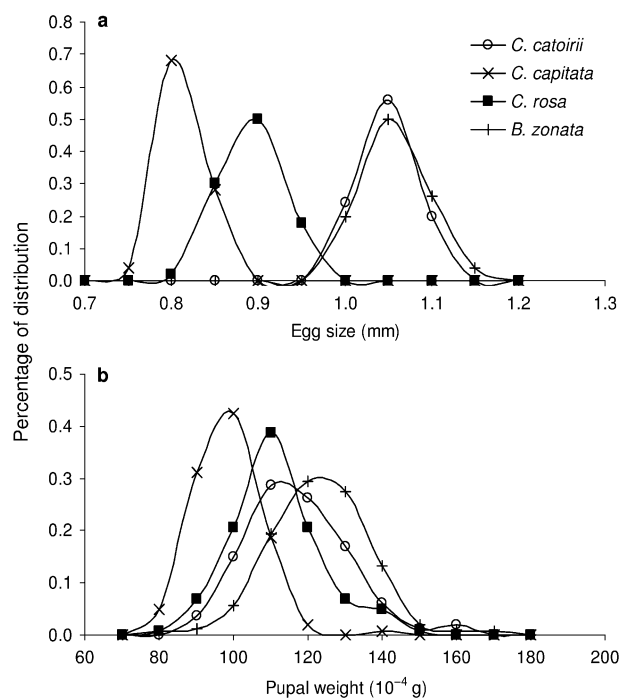 a
0.8
0.7
0.6
0.5
0.4
0.3
0.2
0.1
0.0
0.7 0.8 0.9 1.0 1.1 1.2 1.3
Egg size (mm)
C. catoirii
C. capitata
C. rosa
B. zonata
Percentage of distribution
b
0.5
0.4
0.3
0.2
0.1
0.0
60 80 100 120 140 160 180 200
Pupal weight (10⁻⁴ g)